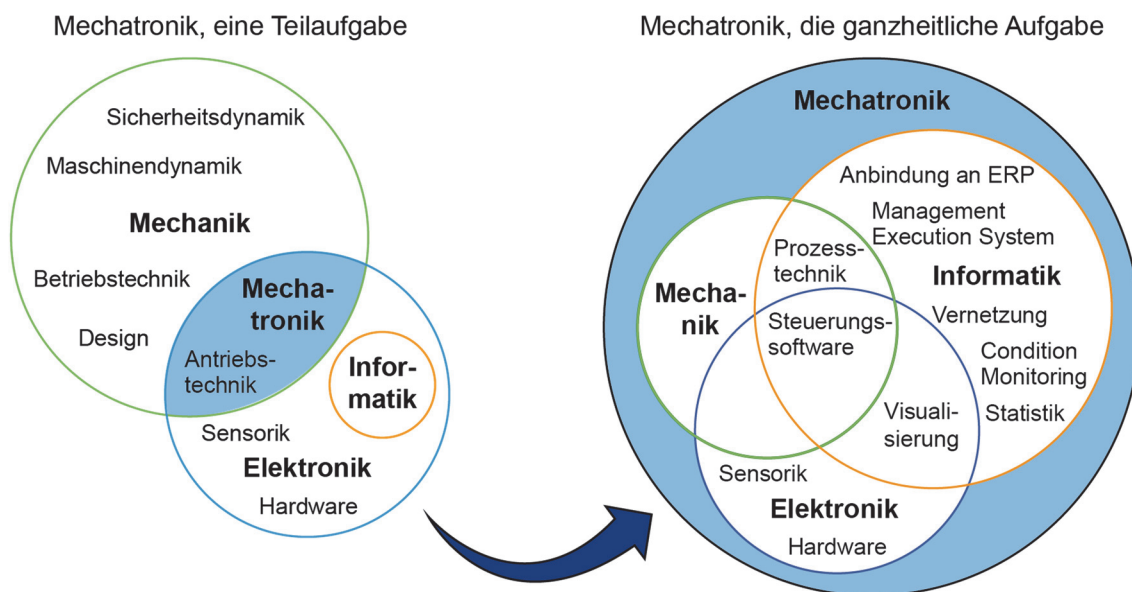 Mechatronik, eine Teilaufgabe
Sicherheitsdynamik
Maschinendynamik
Mechanik
Betriebstechnik
Mecha-
tronik
Design
Antriebs-
technik
Infor-
matik
Sensorik
Elektronik
Hardware
Mechatronik, die ganzheitliche Aufgabe
Mechatronik
Anbindung an ERP
Management
Execution System
Prozess-
technik
Informatik
Mecha-
nik
Vernetzung
Steuerungs-
software
Condition
Monitoring
Visuali-
sierung
Statistik
Sensorik
Elektronik
Hardware